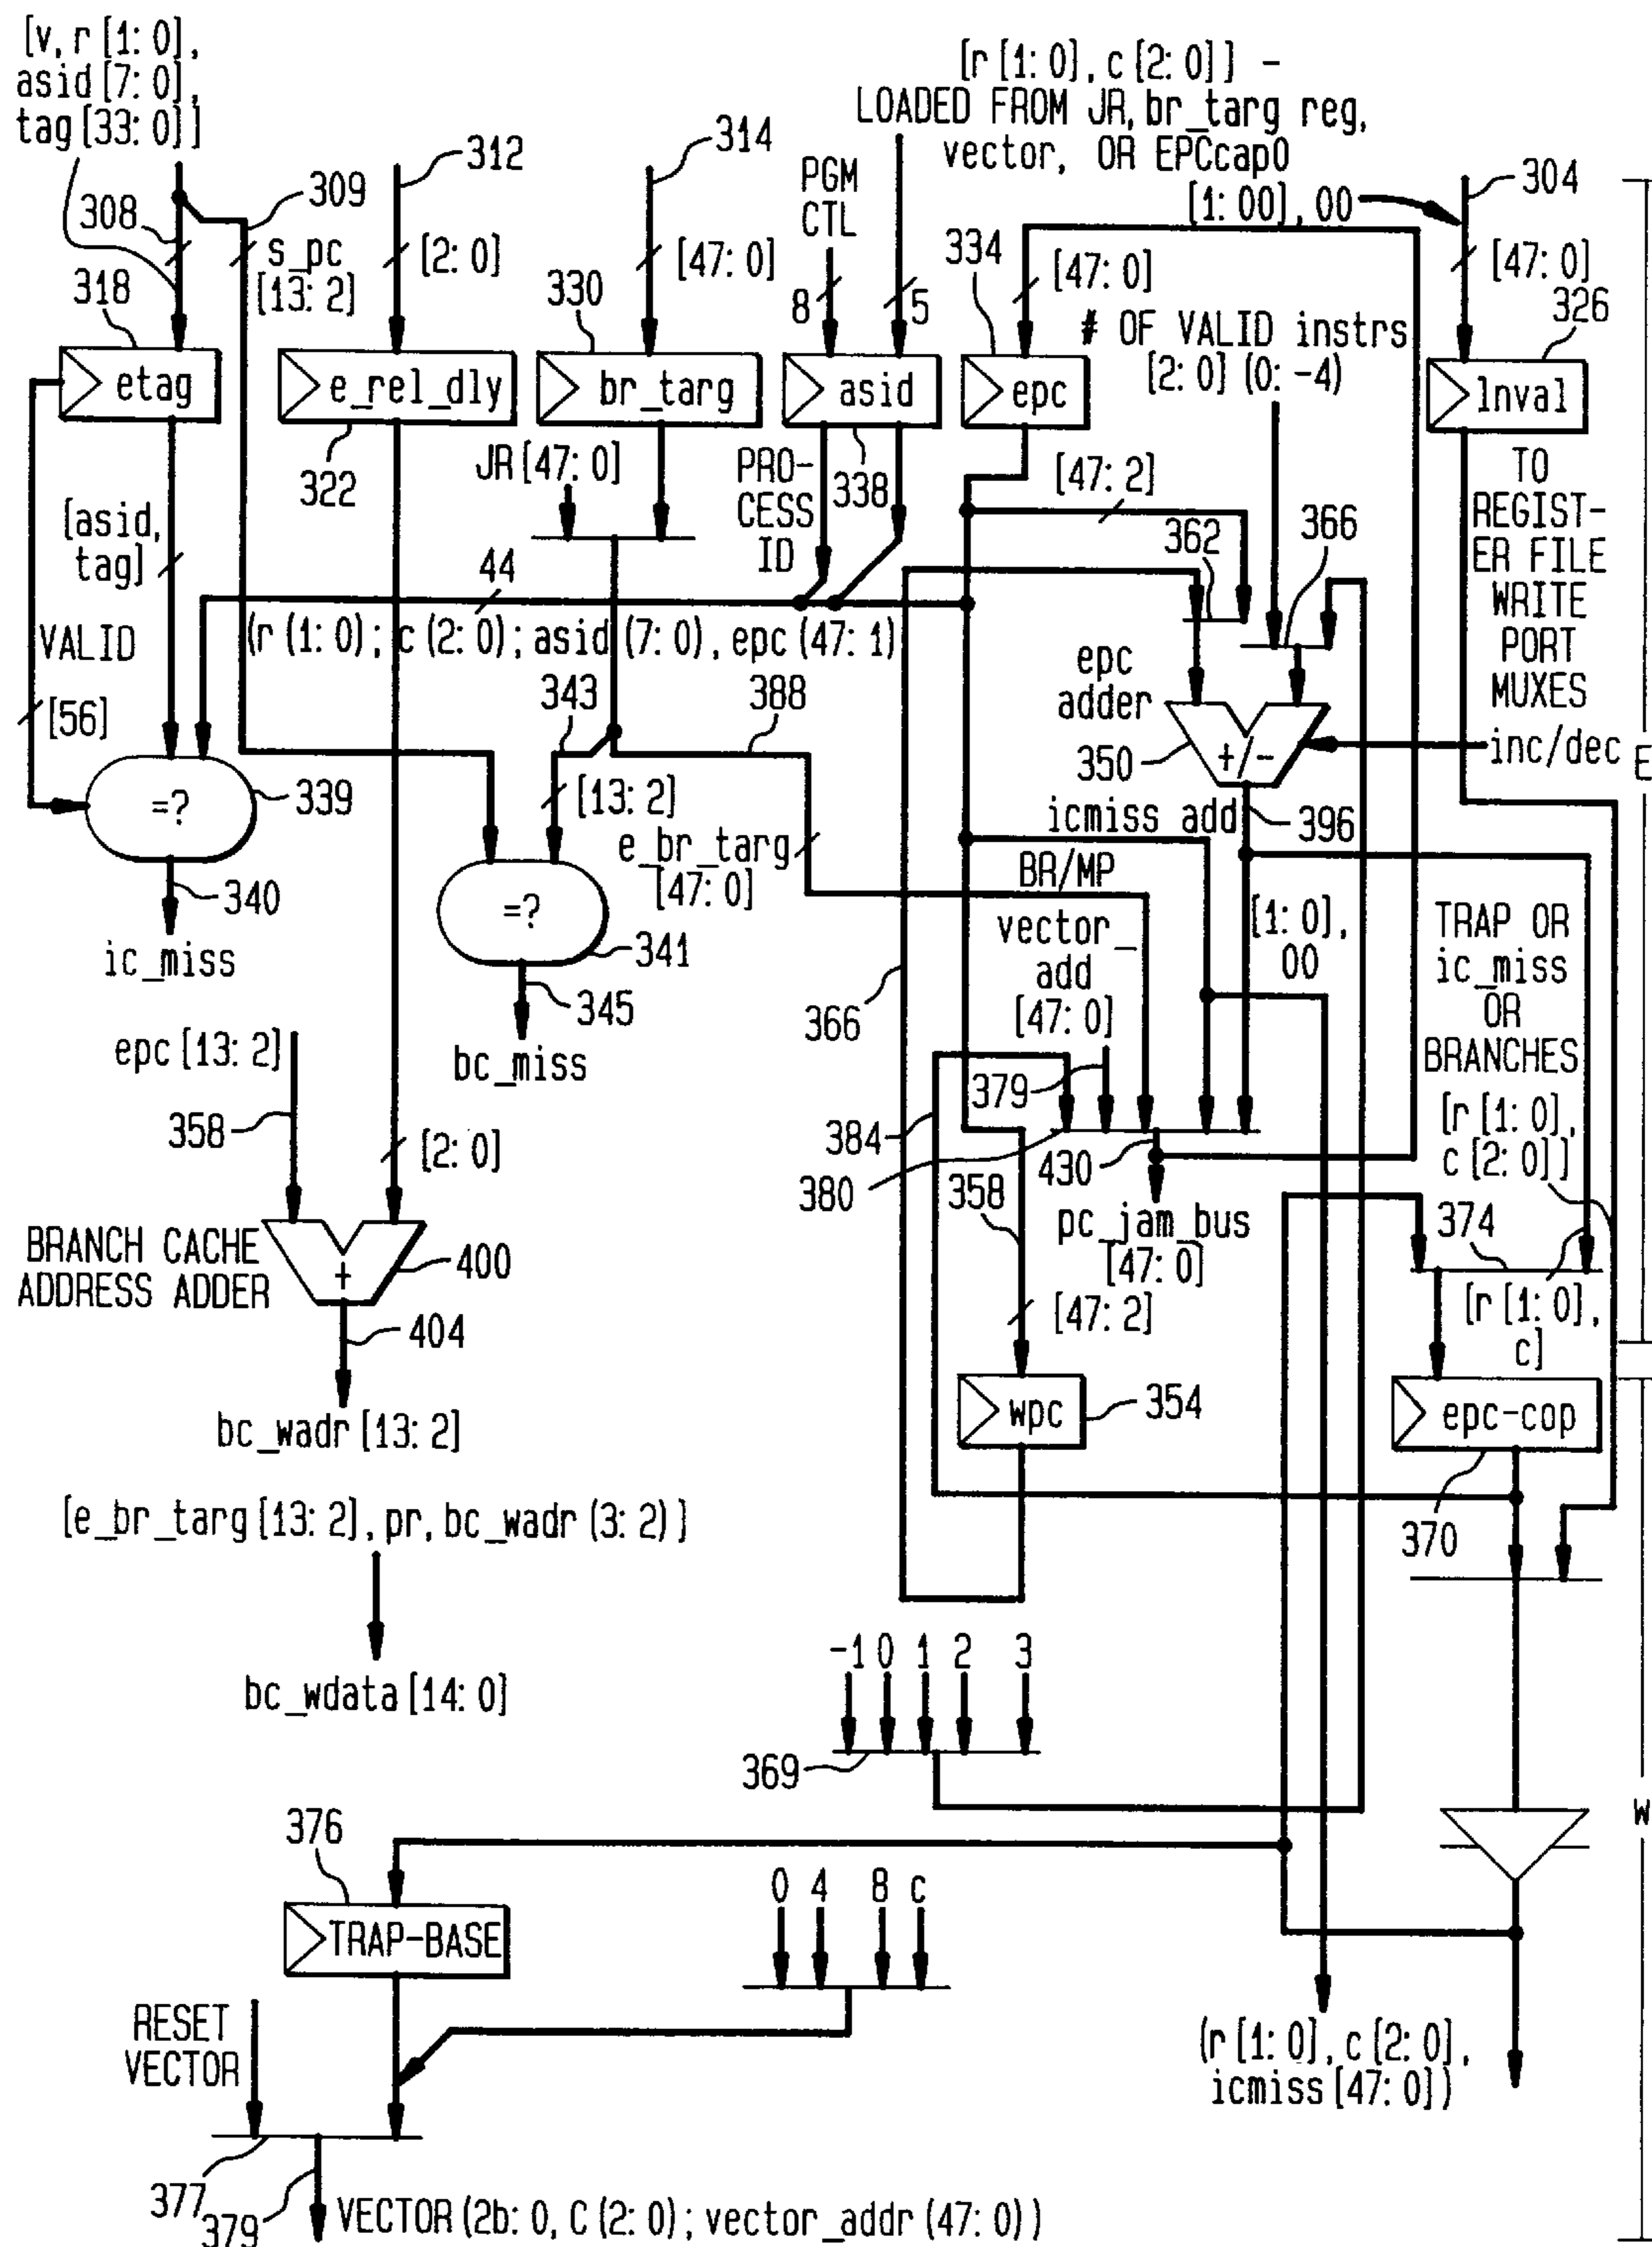 [v, r [1: 0],
asid [7: 0],
tag [33: 0]]
[r [1: 0], c [2: 0]] -
LOADED FROM JR, br_targ reg,
vector, OR EPCcap0
[1: 00], 00
304
312
314
PGM
CTL
308
309
s_pc
[13: 2]
[2: 0]
[47: 0]
8
5
334
[47: 0]
[47: 0]
318
330
326
# OF VALID instrs
[2: 0] (0: -4)
etag
e_rel_dly
br_targ
asid
epc
lnval
322
JR [47: 0]
PRO-
CESS
ID
338
[47: 2]
TO
REGIST-
ER FILE
WRITE
PORT
MUXES
[asid,
tag]
44
362
366
VALID
(r (1: 0) ; c (2: 0) ; asid (7: 0), epc (47: 1)
[56]
343
388
epc
adder
350
+/-
inc/dec
E
=?
339
[13: 2]
icmiss add
396
e_br_targ
[47: 0]
BR/MP
340
ic_miss
=?
341
345
bc_miss
vector_
add
[47: 0]
[1: 0],
00
TRAP OR
ic_miss
OR
BRANCHES
366
epc [13: 2]
379
358
384
[r [1: 0],
c [2: 0]]
[2: 0]
380
358
430
374
pc_jam_bus
[47: 0]
BRANCH CACHE
ADDRESS ADDER
+
400
404
[47: 2]
[r [1: 0],
c]
wpc
354
epc-cop
bc_wadr [13: 2]
370
[e_br_targ [13: 2], pr, bc_wadr (3: 2)]
bc_wdata [14: 0]
-1 0 1 2 3
369
W
376
0 4 8 c
TRAP-BASE
RESET
VECTOR
(r [1: 0], c [2: 0],
icmiss [47: 0])
377
379
VECTOR (2b: 0, C (2: 0) ; vector_addr (47: 0))